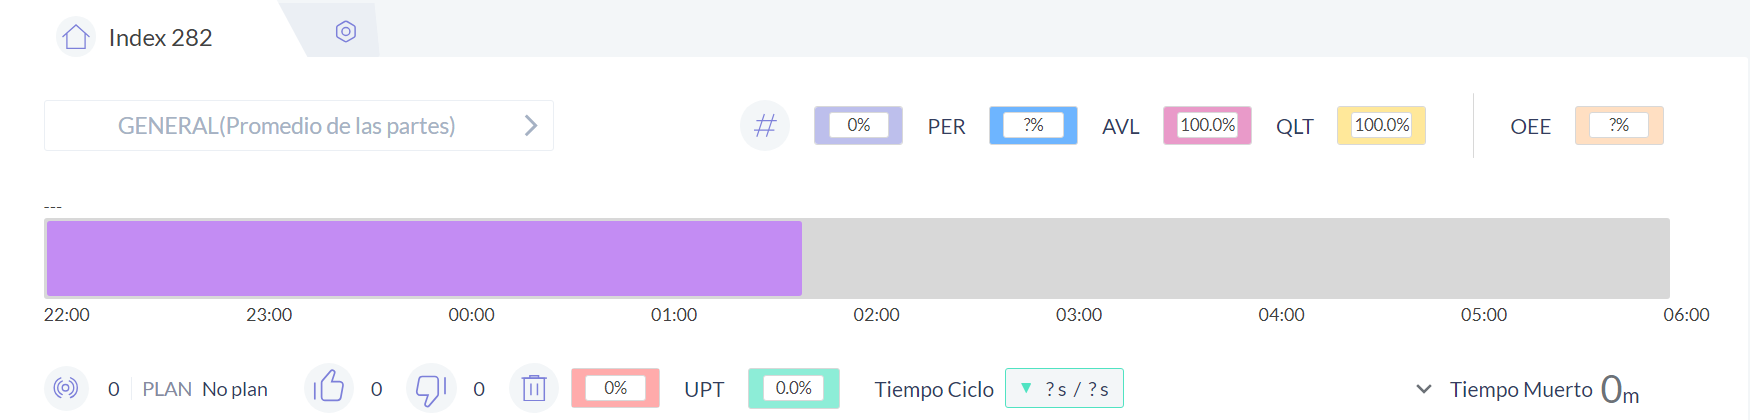 Index 282
GENERAL(Promedio de las partes)
# 0% PER ?% AVL 100.0% QLT 100.0% OEE ?%
---
22:00 23:00 00:00 01:00 02:00 03:00 04:00 05:00 06:00
0 PLAN No plan 0 0 0% UPT 0.0% Tiempo Ciclo ▼ ?s / ?s Tiempo Muerto 0m